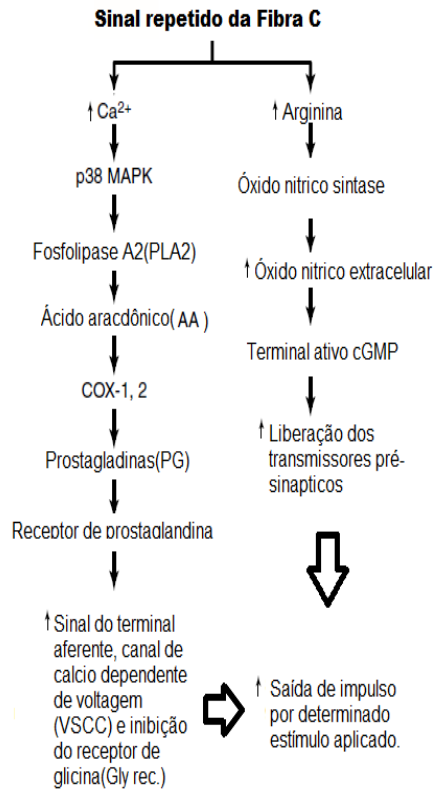 Sinal repetido da Fibra C
↑ Ca²⁺
p38 MAPK
Fosfolipase A2(PLA2)
Ácido aracdônico(AA )
COX-1, 2
Prostagladinas(PG)
Receptor de prostaglandina
↑ Sinal do terminal
aferente, canal de
calcio dependente
de voltagem
(VSCC) e inibição
do receptor de
glicina(Gly rec.)
↑ Arginina
Óxido nitrico sintase
↑ Óxido nitrico extracelular
Terminal ativo cGMP
↑ Liberação dos
transmissores pré-
sinapticos
↑ Saída de impulso
por determinado
estímulo aplicado.